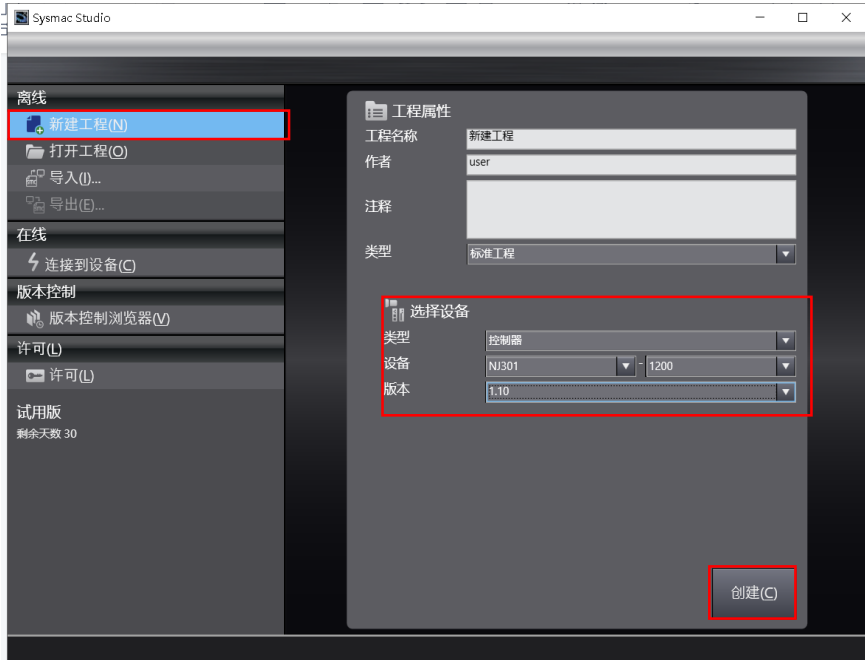 Sysmac Studio
离线
新建工程(N)
打开工程(O)
导入(I)...
导出(E)...
在线
连接到设备(C)
版本控制
版本控制浏览器(V)
许可(L)
许可(L)
试用版
剩余天数 30
工程属性
工程名称 新建工程
作者 user
注释
类型 标准工程
选择设备
类型 控制器
设备 NJ301 - 1200
版本 1.10
创建(C)